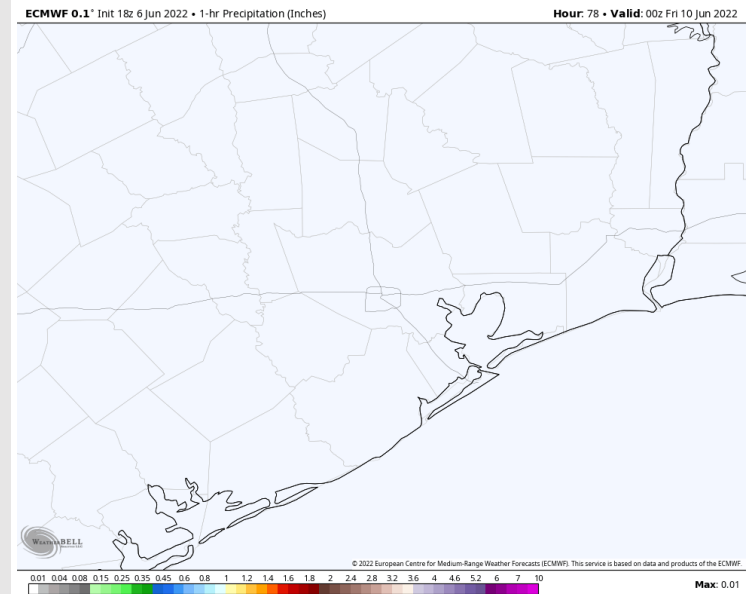 ECMWF 0.1° Init 18z 6 Jun 2022 • 1-hr Precipitation (Inches)
Hour: 78 • Valid: 00z Fri 10 Jun 2022
WeatherBELL
© 2022 European Centre for Medium-Range Weather Forecasts (ECMWF). This service is based on data and products of the ECMWF.
0.01 0.04 0.08 0.15 0.25 0.35 0.45 0.6 0.8 1 1.2 1.4 1.6 1.8 2 2.4 2.8 3.2 3.6 4 4.6 5.2 6 10
Max: 0.01